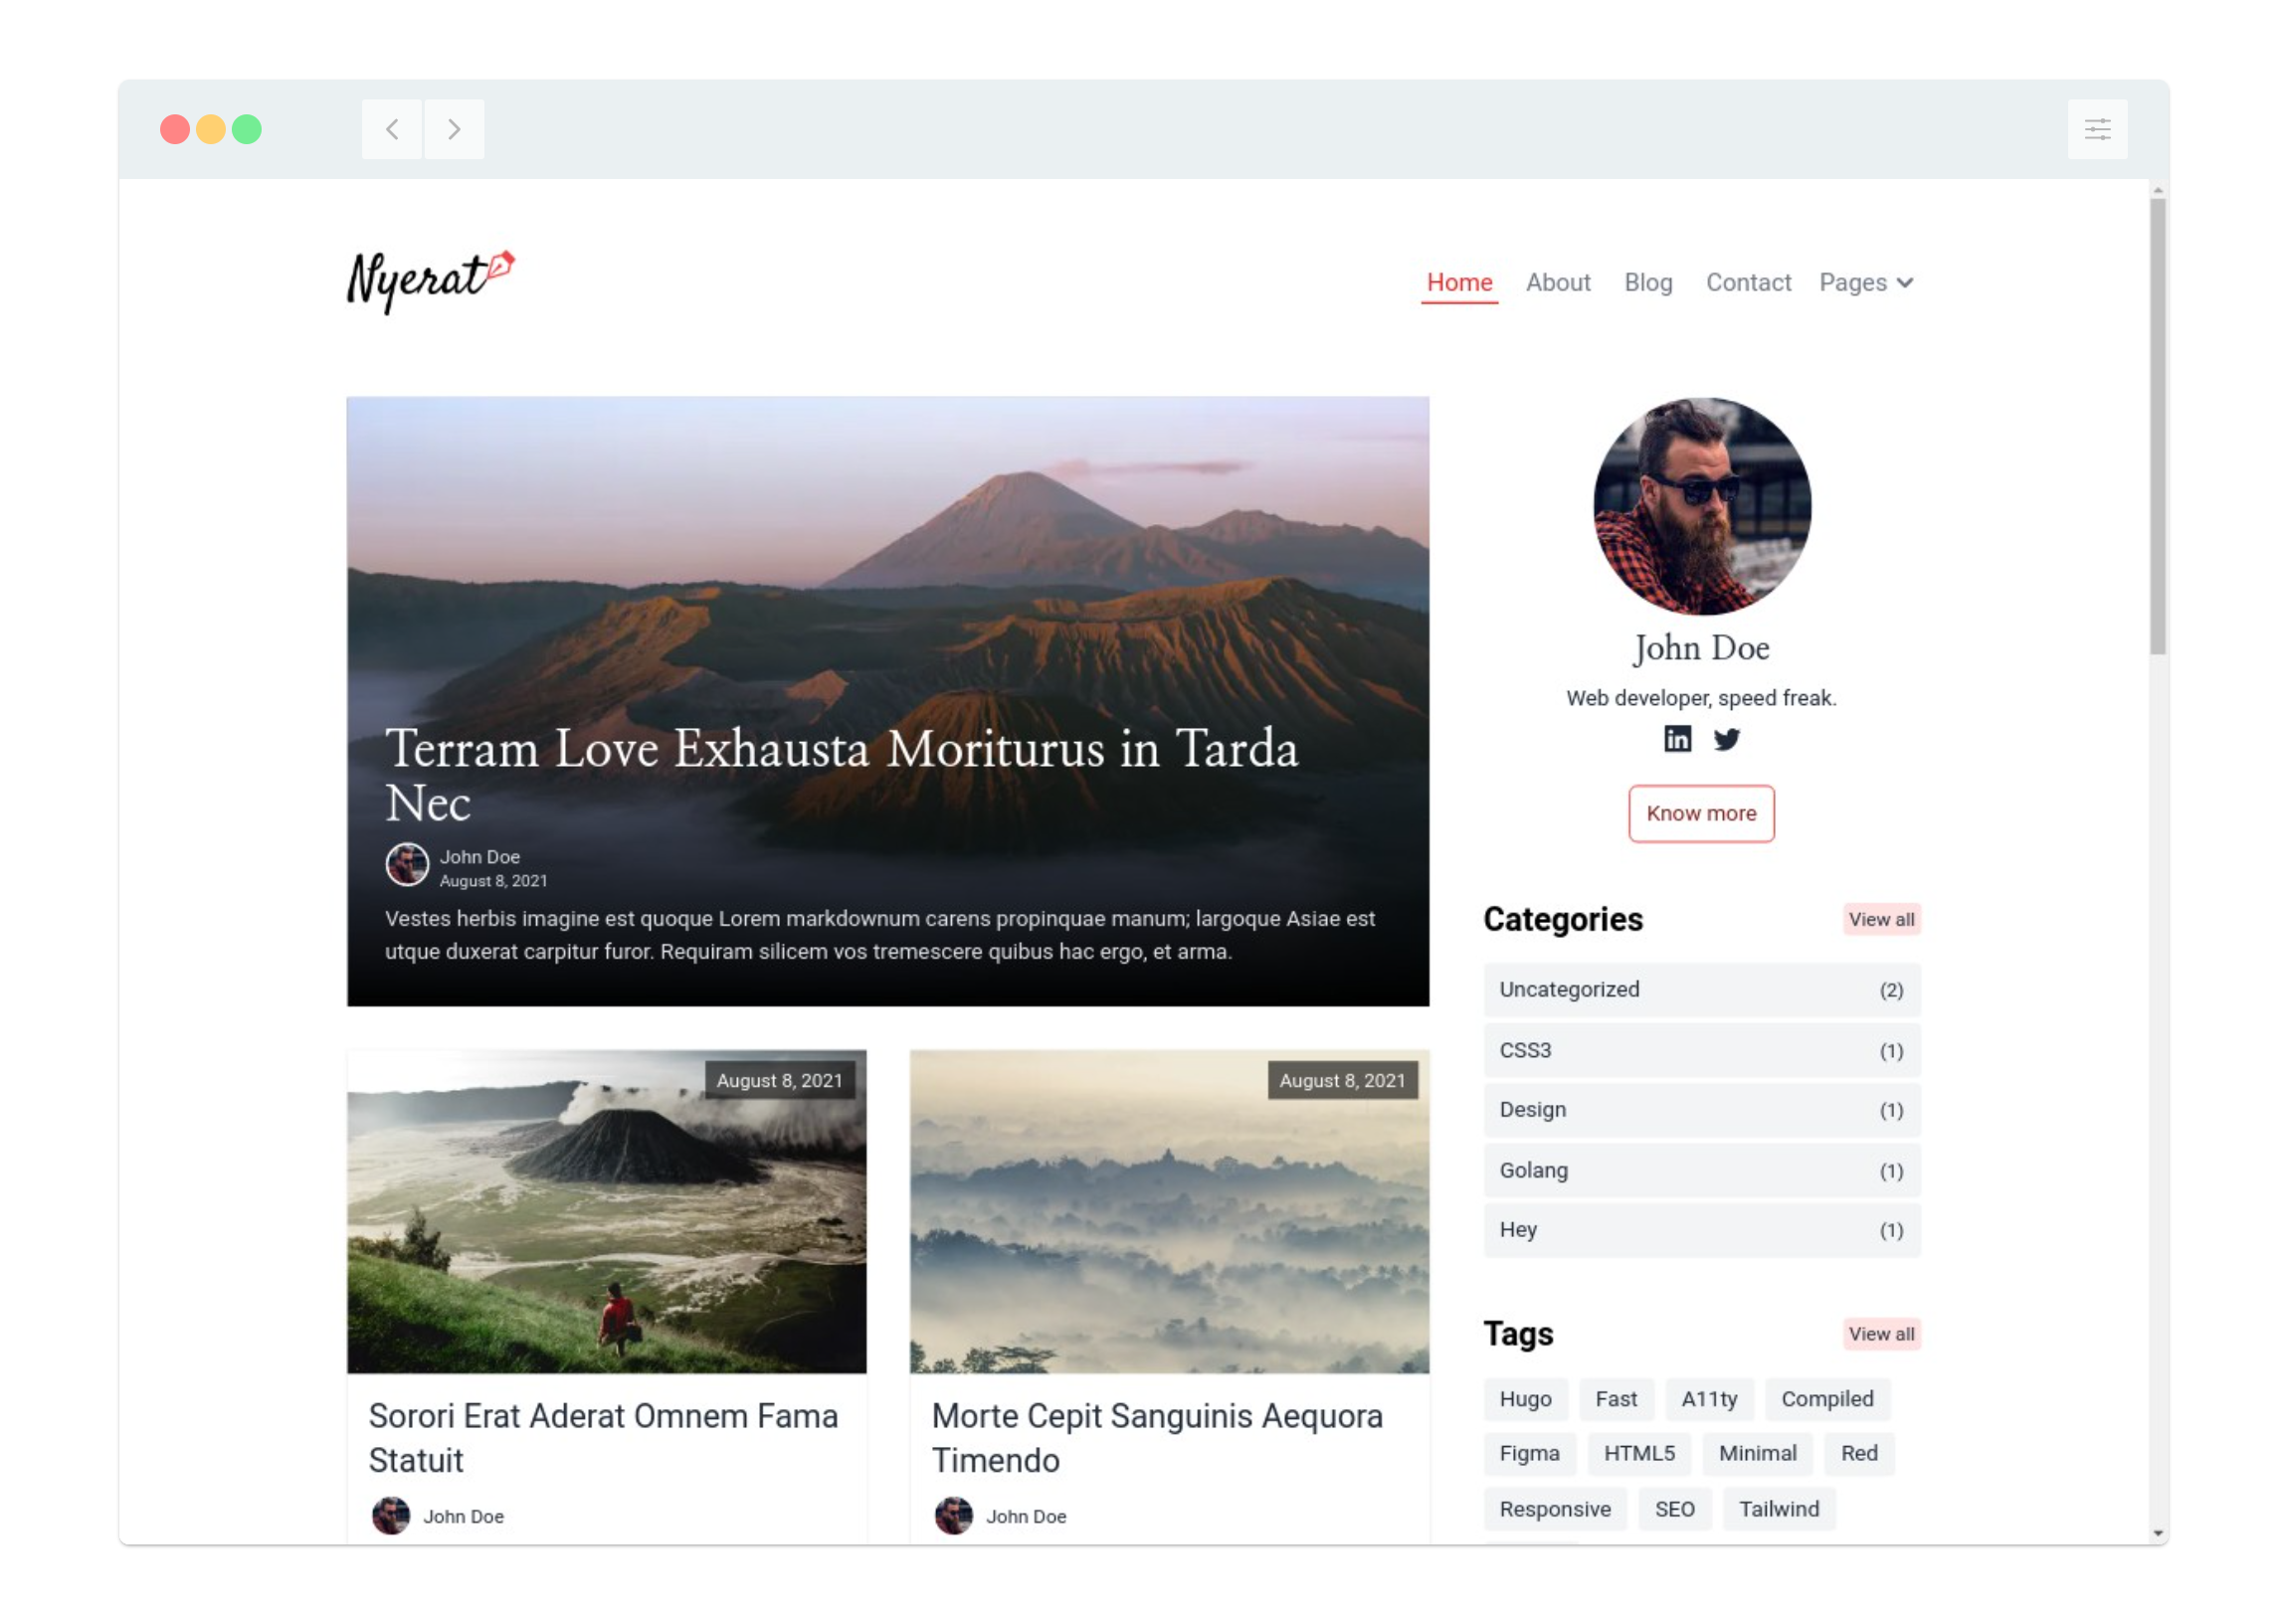 Nyerat
Home About Blog Contact Pages
Terram Love Exhausta Moriturus in Tarda
Nec
John Doe
August 8, 2021
Vestes herbis imagine est quoque Lorem markdownum carens propinquae manum; largoque Asiae est
utque duxerat carpitur furor. Requiram silicem vos tremescere quibus hac ergo, et arma.
August 8, 2021
Sorori Erat Aderat Omnem Fama
Statuit
John Doe
August 8, 2021
Morte Cepit Sanguinis Aequora
Timendo
John Doe
John Doe
Web developer, speed freak.
in
Know more
Categories View all
Uncategorized (2)
CSS3 (1)
Design (1)
Golang (1)
Hey (1)
Tags View all
Hugo Fast A11ty Compiled
Figma HTML5 Minimal Red
Responsive SEO Tailwind